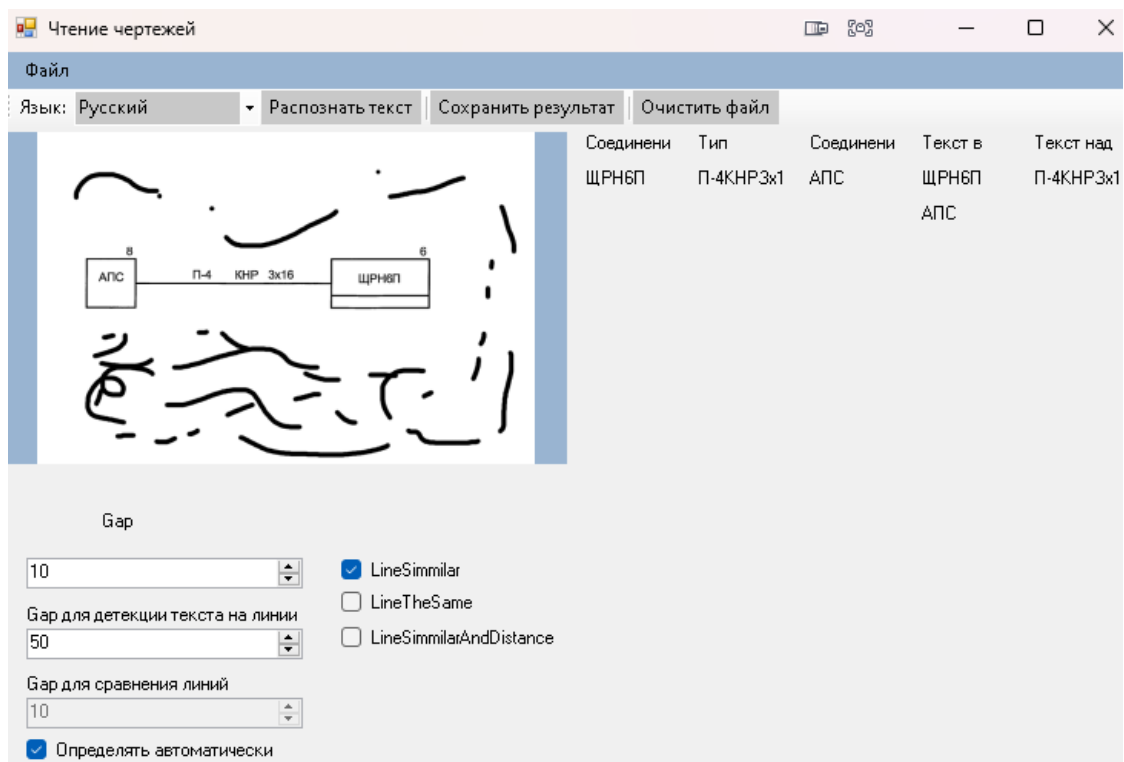 Чтение чертежей
Файл
Язык: Русский Распознать текст Сохранить результат Очистить файл
Соединени Тип Соединени Текст в Текст над
ЩРН6П П-4КНР3х1 АПС ЩРН6П П-4КНР3х1
АПС
8 6
АПС П-4 КНР 3х16 ЩРН6П
Gap
10
LineSimmilar
LineTheSame
Gap для детекции текста на линии
50
LineSimmilarAndDistance
Gap для сравнения линий
10
Определять автоматически